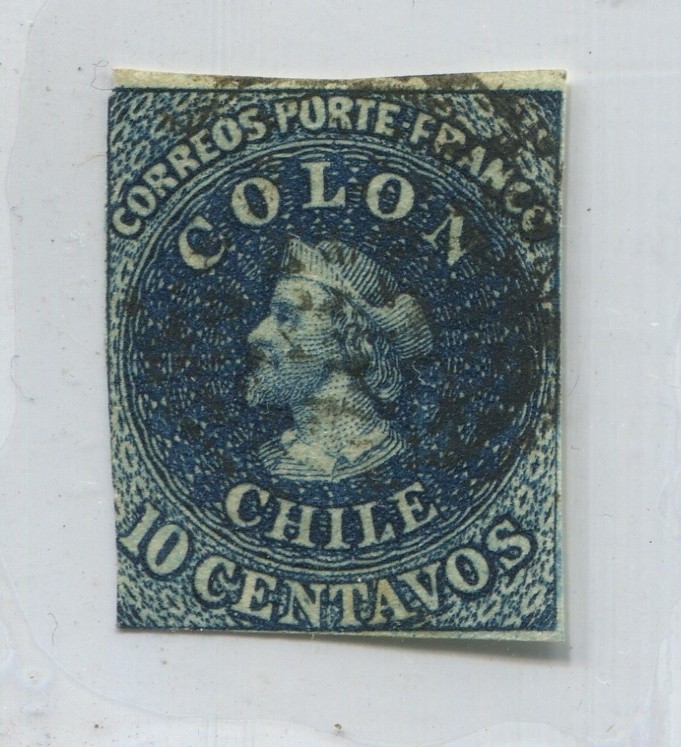 CORREOS PORTE FRANCO
COLON
CHILE
10 CENTAVOS